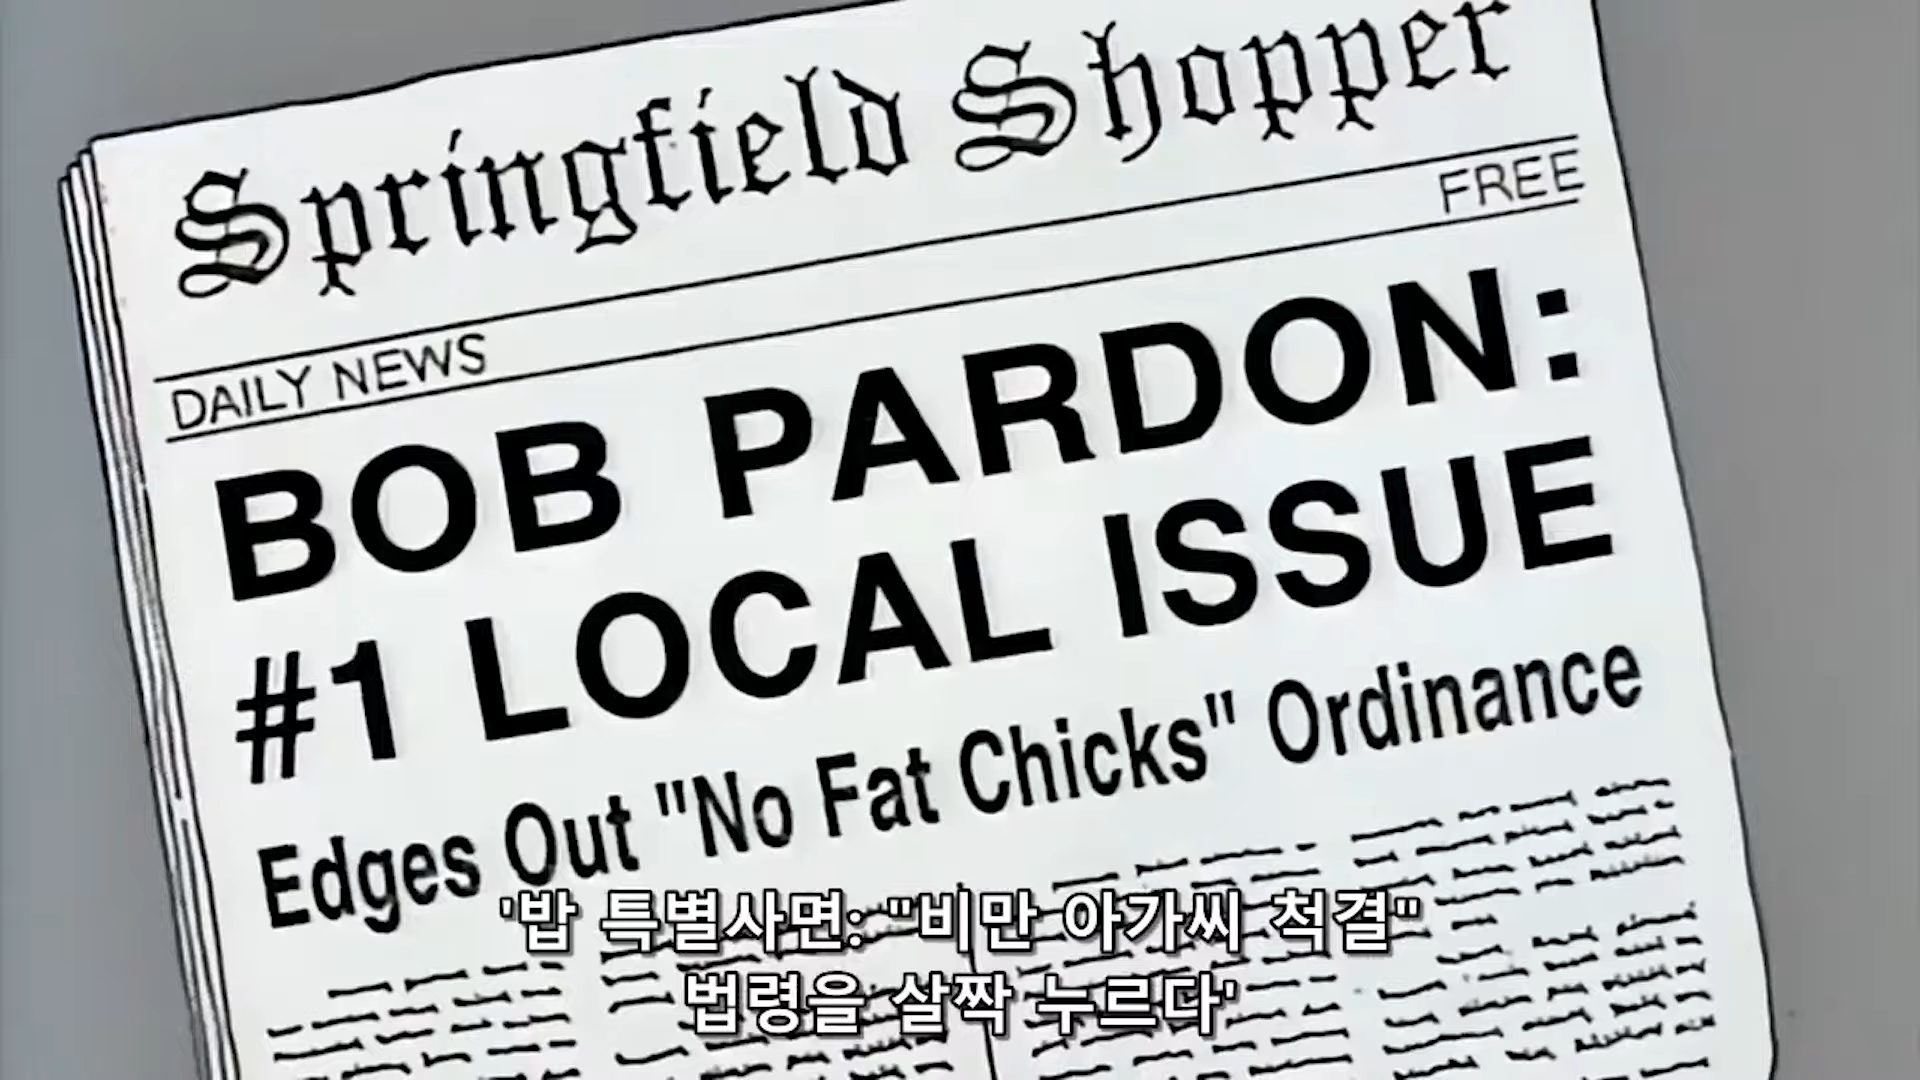 Springfield Shopper
FREE
DAILY NEWS
BOB PARDON:
#1 LOCAL ISSUE
Edges Out "No Fat Chicks" Ordinance
'밥 특별사면: "비만 아가씨 척결"
법령을 살짝 누르다'